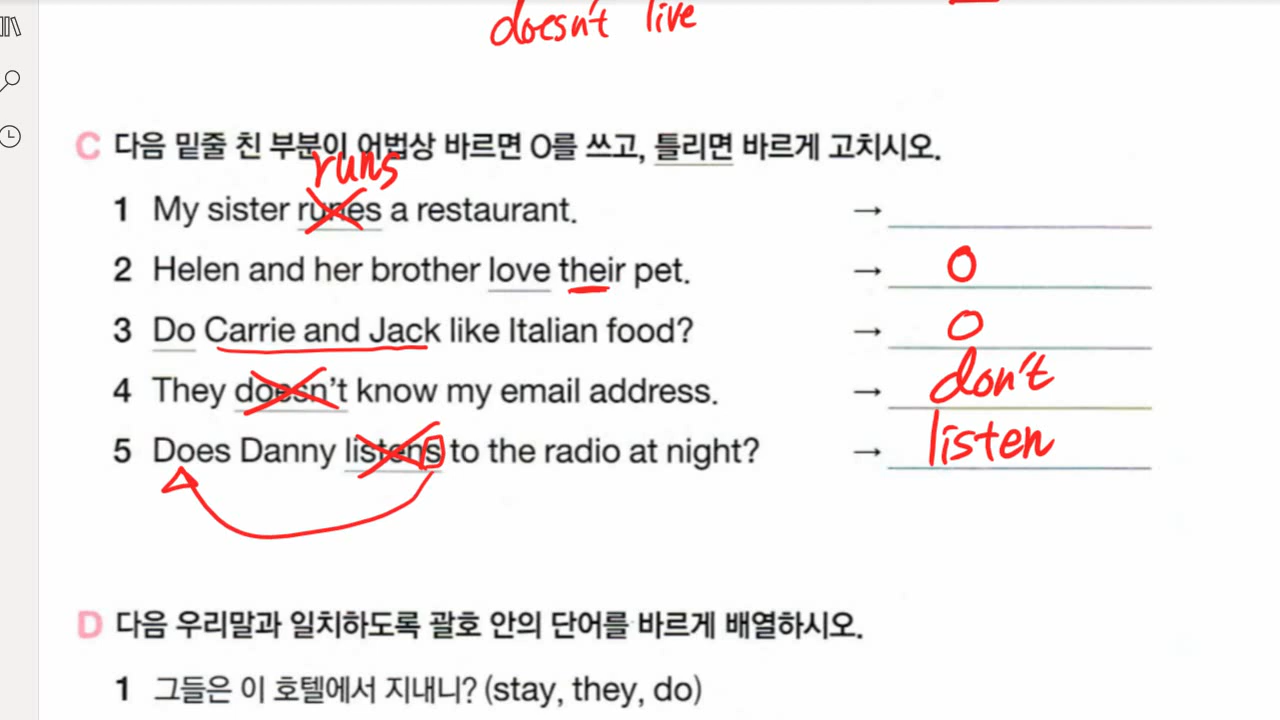 doesn't live
C 다음 밑줄 친 부분이 어법상 바르면 O를 쓰고, 틀리면 바르게 고치시오.
runs
1 My sister runes a restaurant. →
2 Helen and her brother love their pet. → O
3 Do Carrie and Jack like Italian food? → O
4 They doesn't know my email address. → don't
5 Does Danny listens to the radio at night? → listen
D 다음 우리말과 일치하도록 괄호 안의 단어를 바르게 배열하시오.
1 그들은 이 호텔에서 지내니? (stay, they, do)